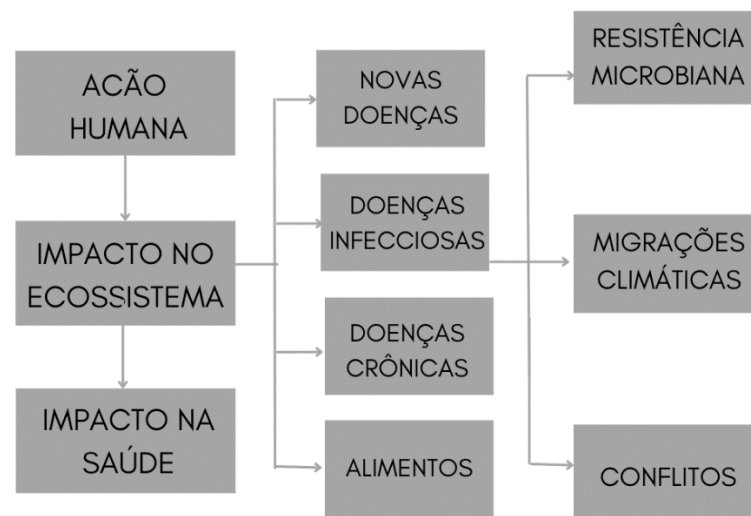 ACÃO
HUMANA
IMPACTO NO
ECOSSISTEMA
IMPACTO NA
SAÚDE
NOVAS
DOENÇAS
DOENÇAS
INFECCIOSAS
DOENÇAS
CRÔNICAS
ALIMENTOS
RESISTÊNCIA
MICROBIANA
MIGRAÇÕES
CLIMÁTICAS
CONFLITOS